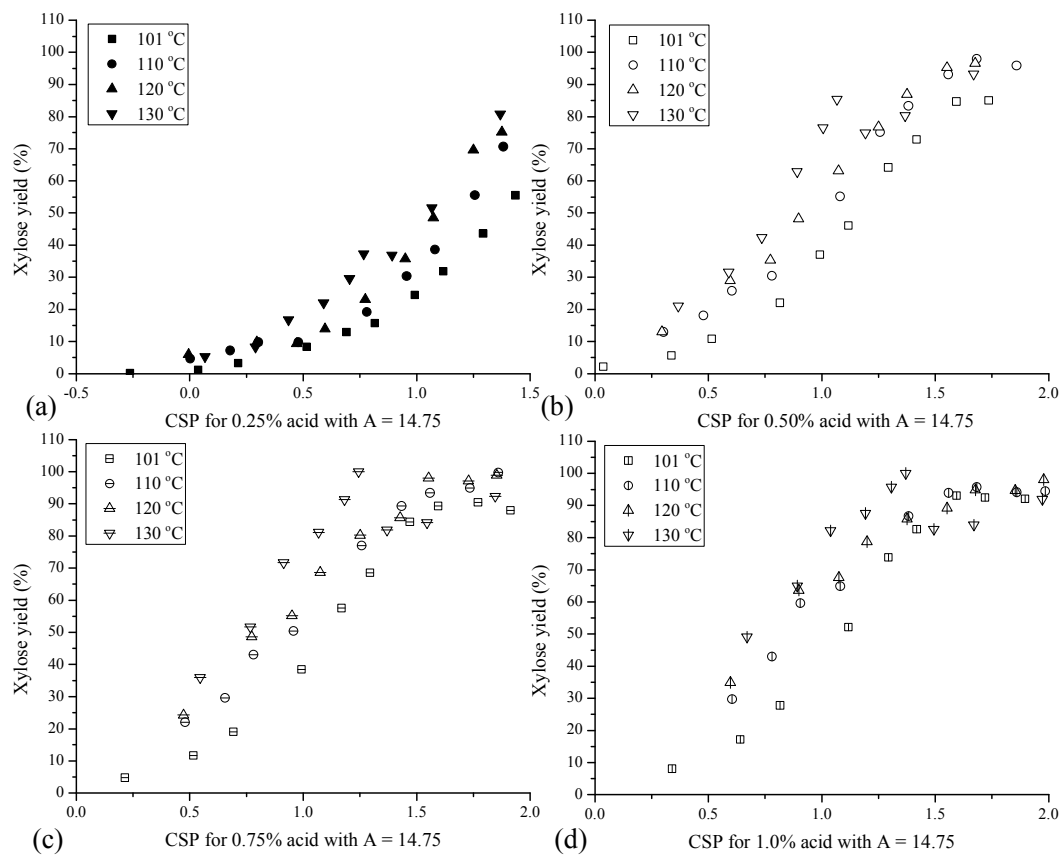 110
100
90
80
70
60
50
40
30
20
10
0
Xylose yield (%)
101 °C
110 °C
120 °C
130 °C
-0.5 0.0 0.5 1.0 1.5
(a)
CSP for 0.25% acid with A = 14.75
110
100
90
80
70
60
50
40
30
20
10
0
Xylose yield (%)
101 °C
110 °C
120 °C
130 °C
0.0 0.5 1.0 1.5 2.0
(b)
CSP for 0.50% acid with A = 14.75
110
100
90
80
70
60
50
40
30
20
10
0
Xylose yield (%)
101 °C
110 °C
120 °C
130 °C
0.0 0.5 1.0 1.5 2.0
(c)
CSP for 0.75% acid with A = 14.75
110
100
90
80
70
60
50
40
30
20
10
0
Xylose yield (%)
101 °C
110 °C
120 °C
130 °C
0.0 0.5 1.0 1.5 2.0
(d)
CSP for 1.0% acid with A = 14.75